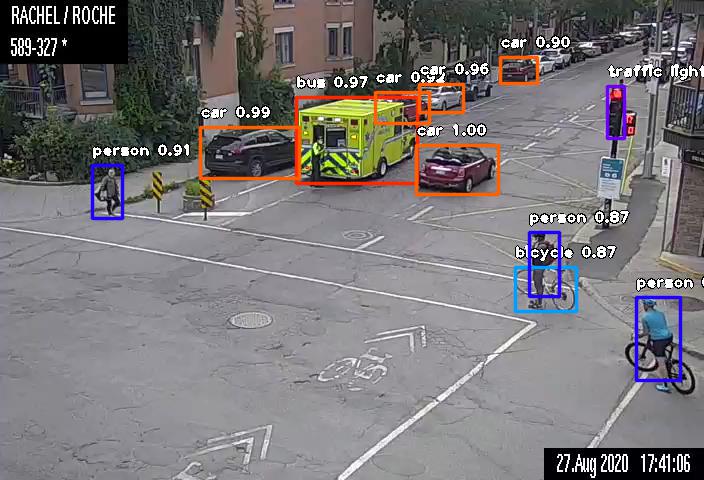 RACHEL / ROCHE
589-327 *
car 0.90
car 0.96
traffic light
bus 0.97
car 0.92
car 0.99
car 1.00
person 0.91
person 0.87
bicycle 0.87
person
27.Aug 2020 17:41:06